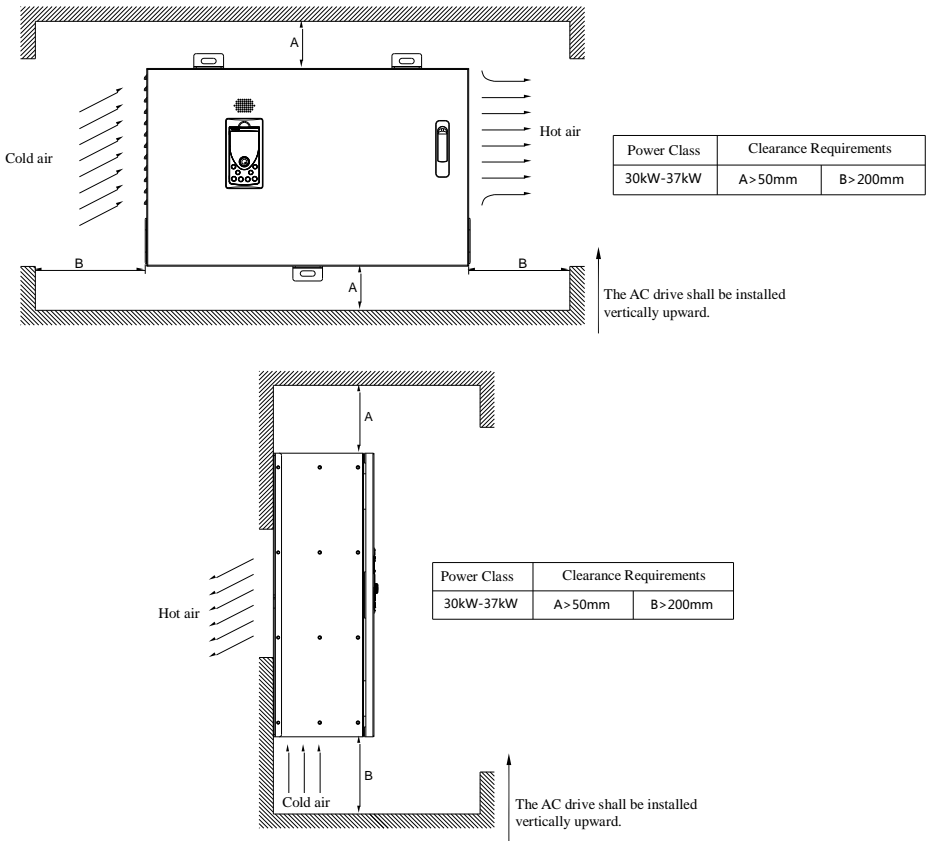 A
Cold air
Hot air
Power Class Clearance Requirements
30kW-37kW A>50mm B>200mm
B
B
A
The AC drive shall be installed
vertically upward.
A
Power Class Clearance Requirements
30kW-37kW A>50mm B>200mm
Hot air
B
Cold air
The AC drive shall be installed
vertically upward.